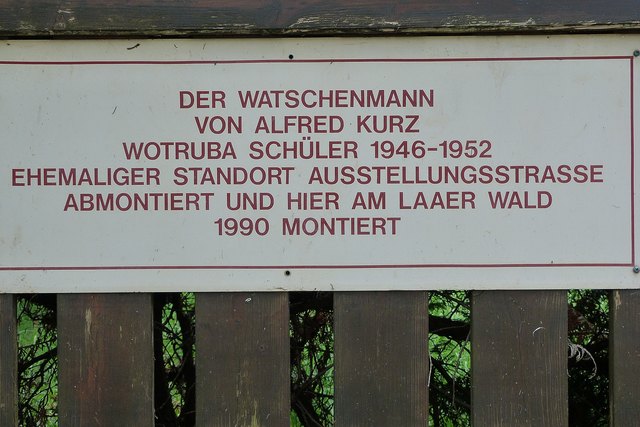 DER WATSCHENMANN
VON ALFRED KURZ
WOTRUBA SCHÜLER 1946-1952
EHEMALIGER STANDORT AUSSTELLUNGSSTRASSE
ABMONTIERT UND HIER AM LAAER WALD
1990 MONTIERT